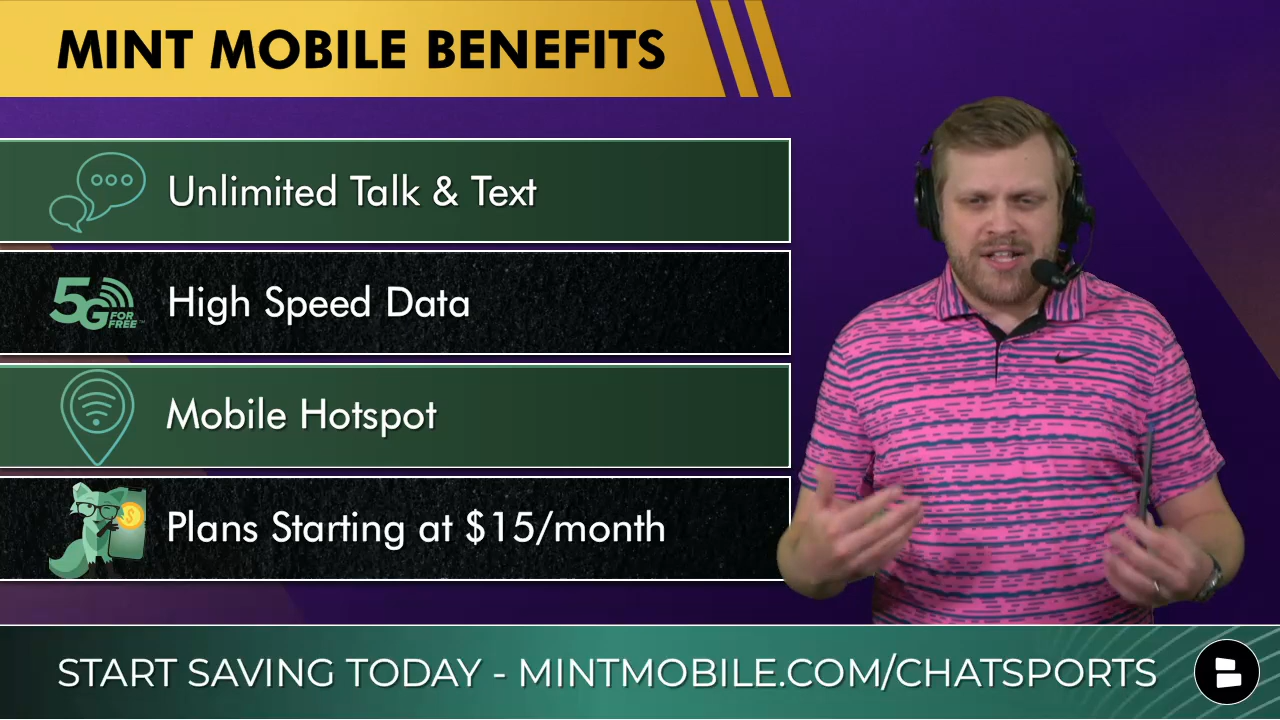 MINT MOBILE BENEFITS
Unlimited Talk & Text
5G FOR FREE™
High Speed Data
Mobile Hotspot
Plans Starting at $15/month
START SAVING TODAY - MINTMOBILE.COM/CHATSPORTS